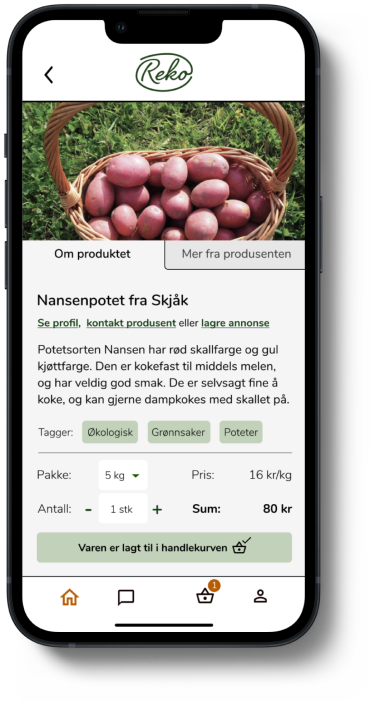 Reko
Om produktet
Mer fra produsenten
Nansenpotet fra Skjåk
Se profil, kontakt produsent eller lagre annonse
Potetsorten Nansen har rød skallfarge og gul
kjøttfarge. Den er kokefast til middels melen,
og har veldig god smak. De er selvsagt fine å
koke, og kan gjerne dampkokes med skallet på.
Tagger: Økologisk Grønnsaker Poteter
Pakke: 5 kg Pris: 16 kr/kg
Antall: - 1 stk + Sum: 80 kr
Varen er lagt til i handlekurven
1